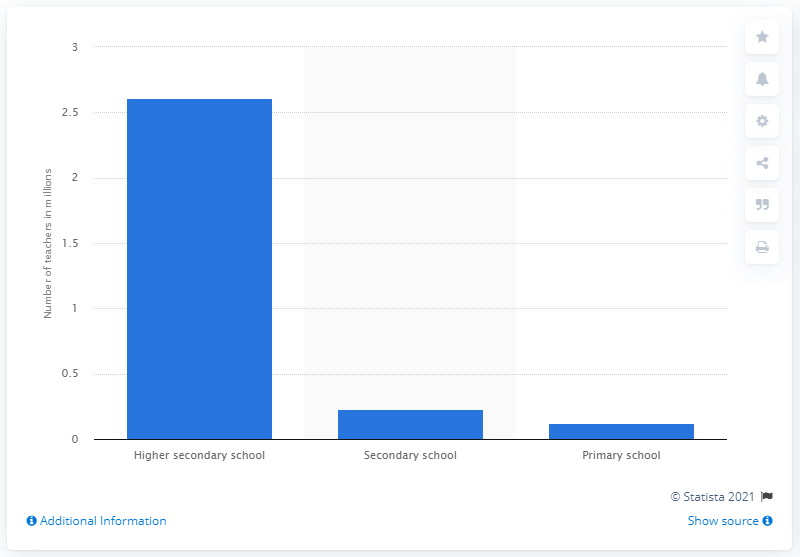 3
2.5
2
1.5
1
0.5
0
Number of teachers in millions
Higher secondary school
Secondary school
Primary school
© Statista 2021
Additional Information
Show source